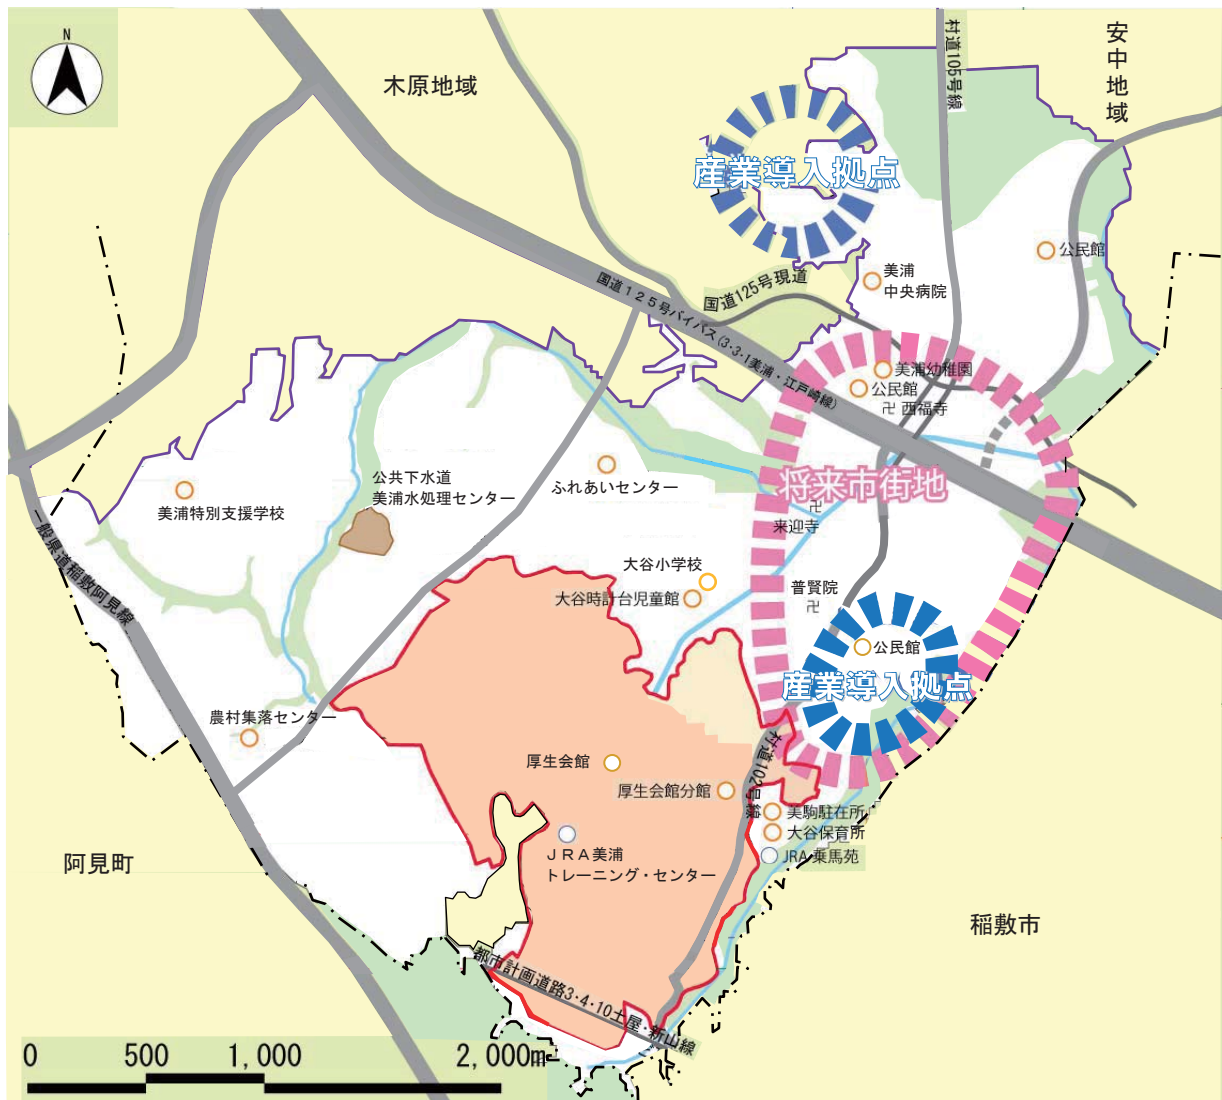 N
木原地域
安中地域
村道105号線
産業導入拠点
公民館
美浦
中央病院
国道125号現道
国道１２５号バイパス(3・3・1美浦・江戸崎線)
美浦幼稚園
公民館
卍 西福寺
将来市街地
卍
来迎寺
公共下水道
美浦水処理センター
ふれあいセンター
美浦特別支援学校
一般県道稲敷阿見線
大谷小学校
大谷時計台児童館
普賢院
卍
公民館
産業導入拠点
農村集落センター
村道102号線
厚生会館
厚生会館分館
美駒駐在所
大谷保育所
JRA 乗馬苑
ＪＲＡ美浦
トレーニング・センター
阿見町
稲敷市
都市計画道路3・4・10土屋・新山線
0 500 1,000 2,000m